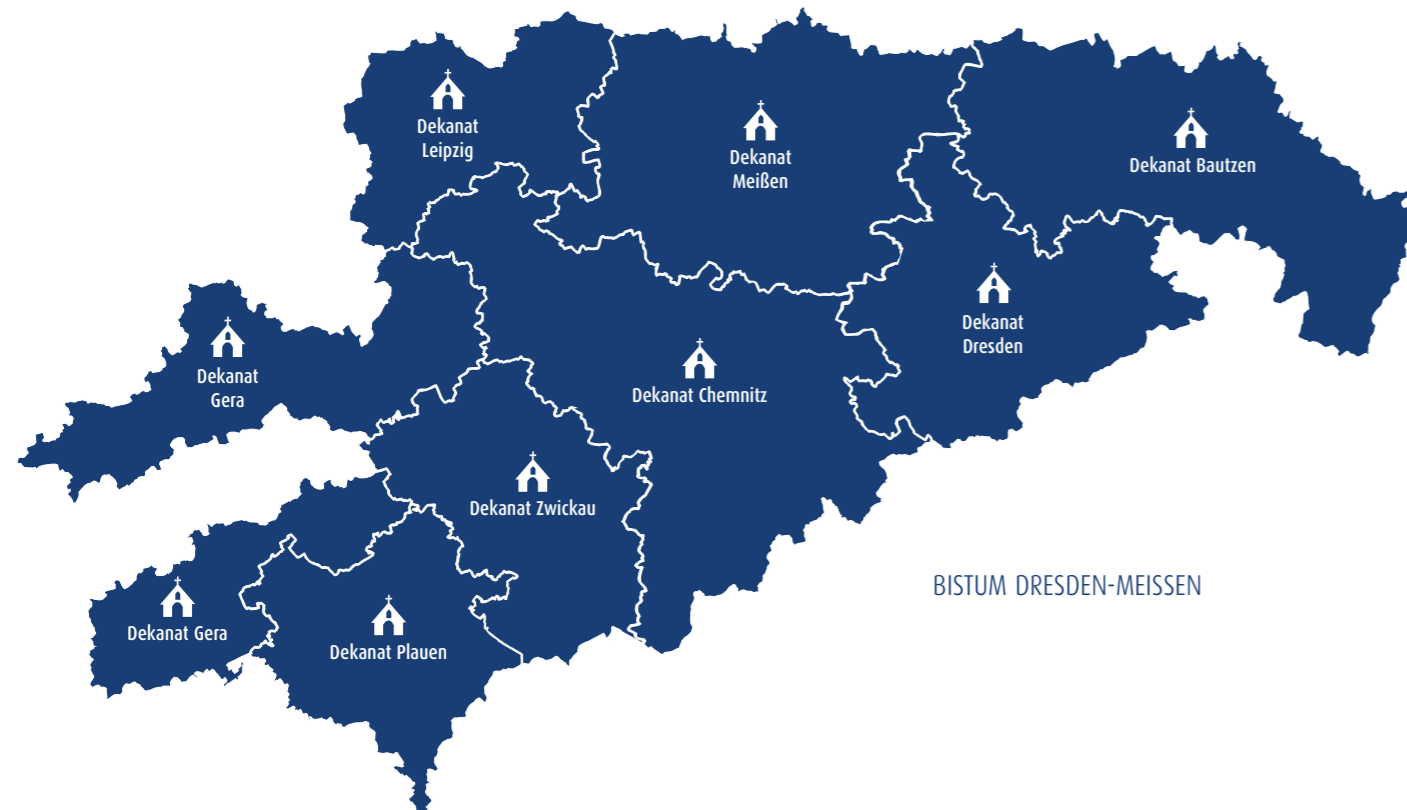 Dekanat
Leipzig
Dekanat
Meißen
Dekanat Bautzen
Dekanat
Dresden
Dekanat
Gera
Dekanat Chemnitz
Dekanat Zwickau
BISTUM DRESDEN-MEISSEN
Dekanat Gera
Dekanat Plauen